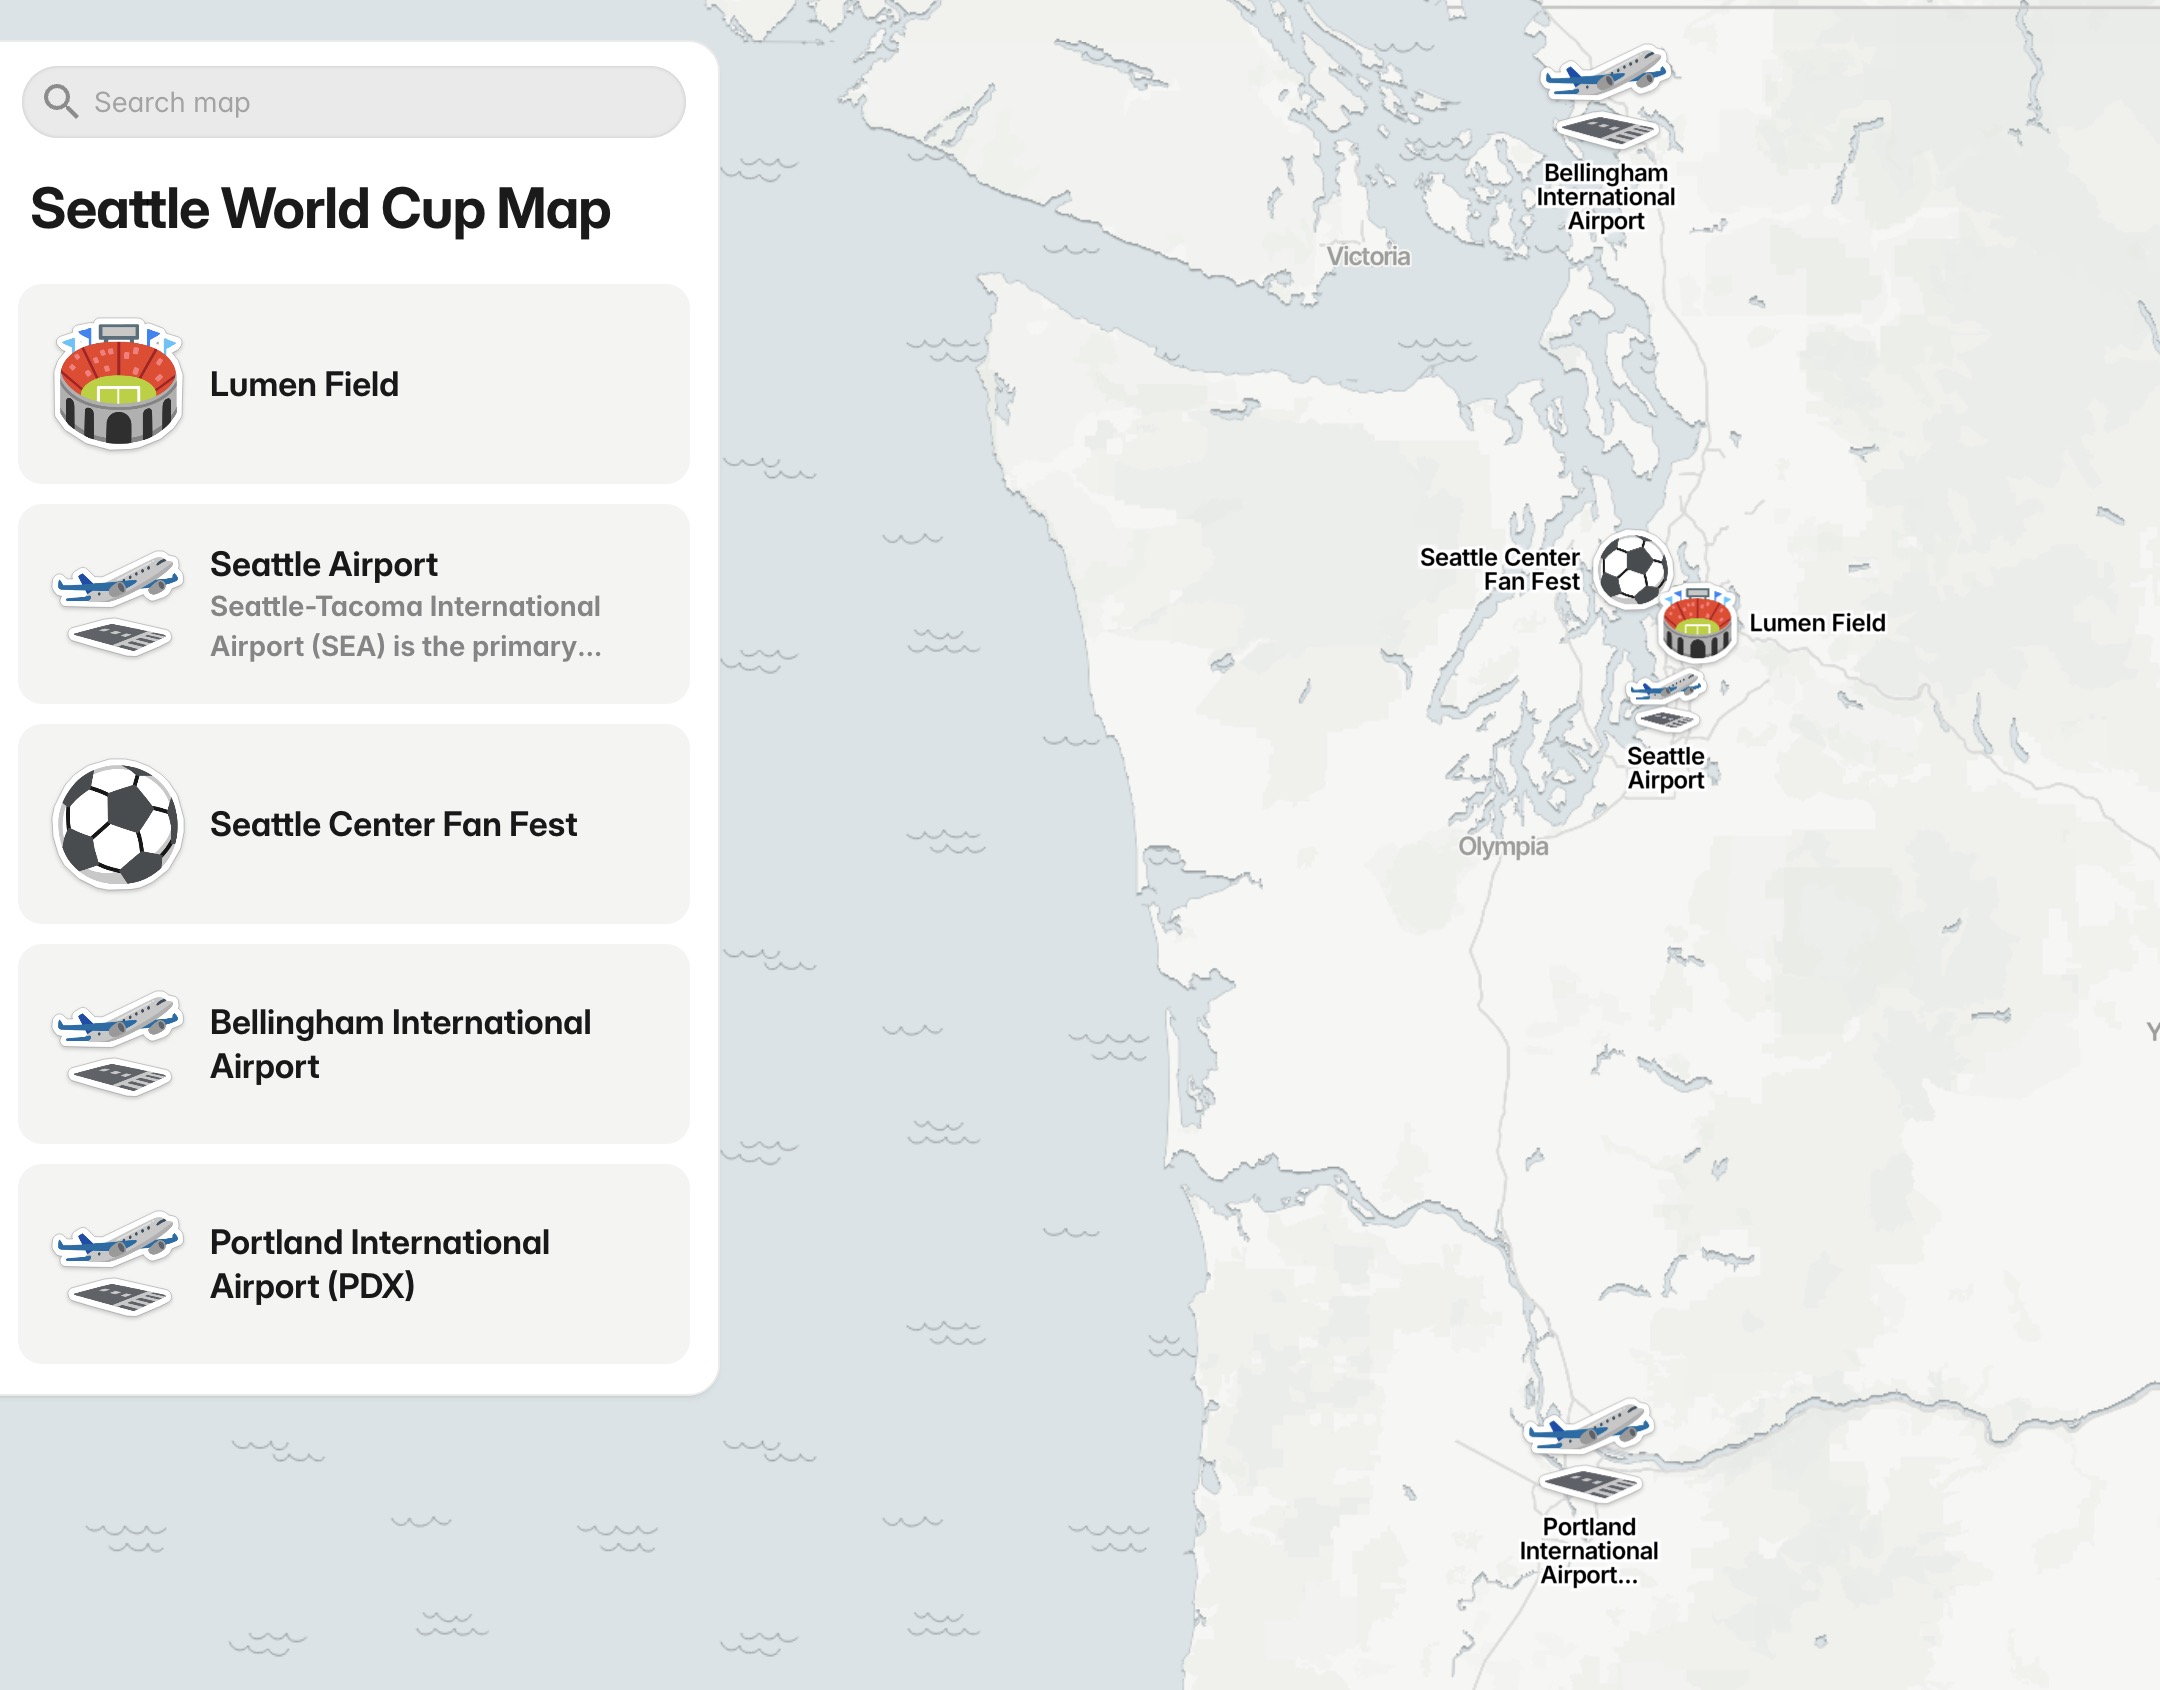 Search map
Seattle World Cup Map
Lumen Field
Seattle Airport
Seattle-Tacoma International
Airport (SEA) is the primary...
Seattle Center Fan Fest
Bellingham International
Airport
Portland International
Airport (PDX)
Bellingham
International
Airport
Victoria
Seattle Center
Fan Fest
Lumen Field
Seattle
Airport
Olympia
Y
Portland
International
Airport...